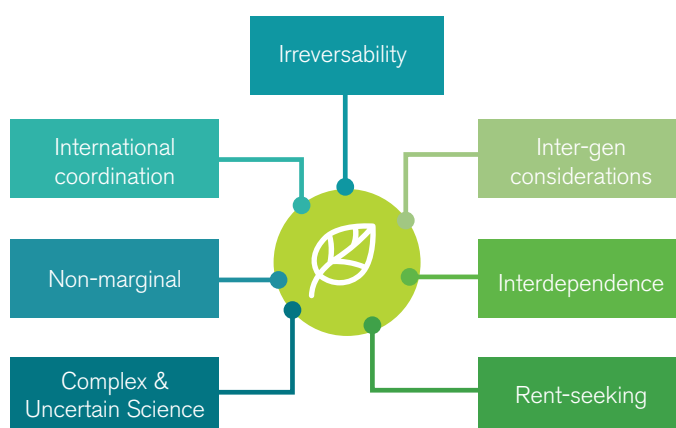 Irreversability
International
coordination
Inter-gen
considerations
Non-marginal
Interdependence
Complex &
Uncertain Science
Rent-seeking